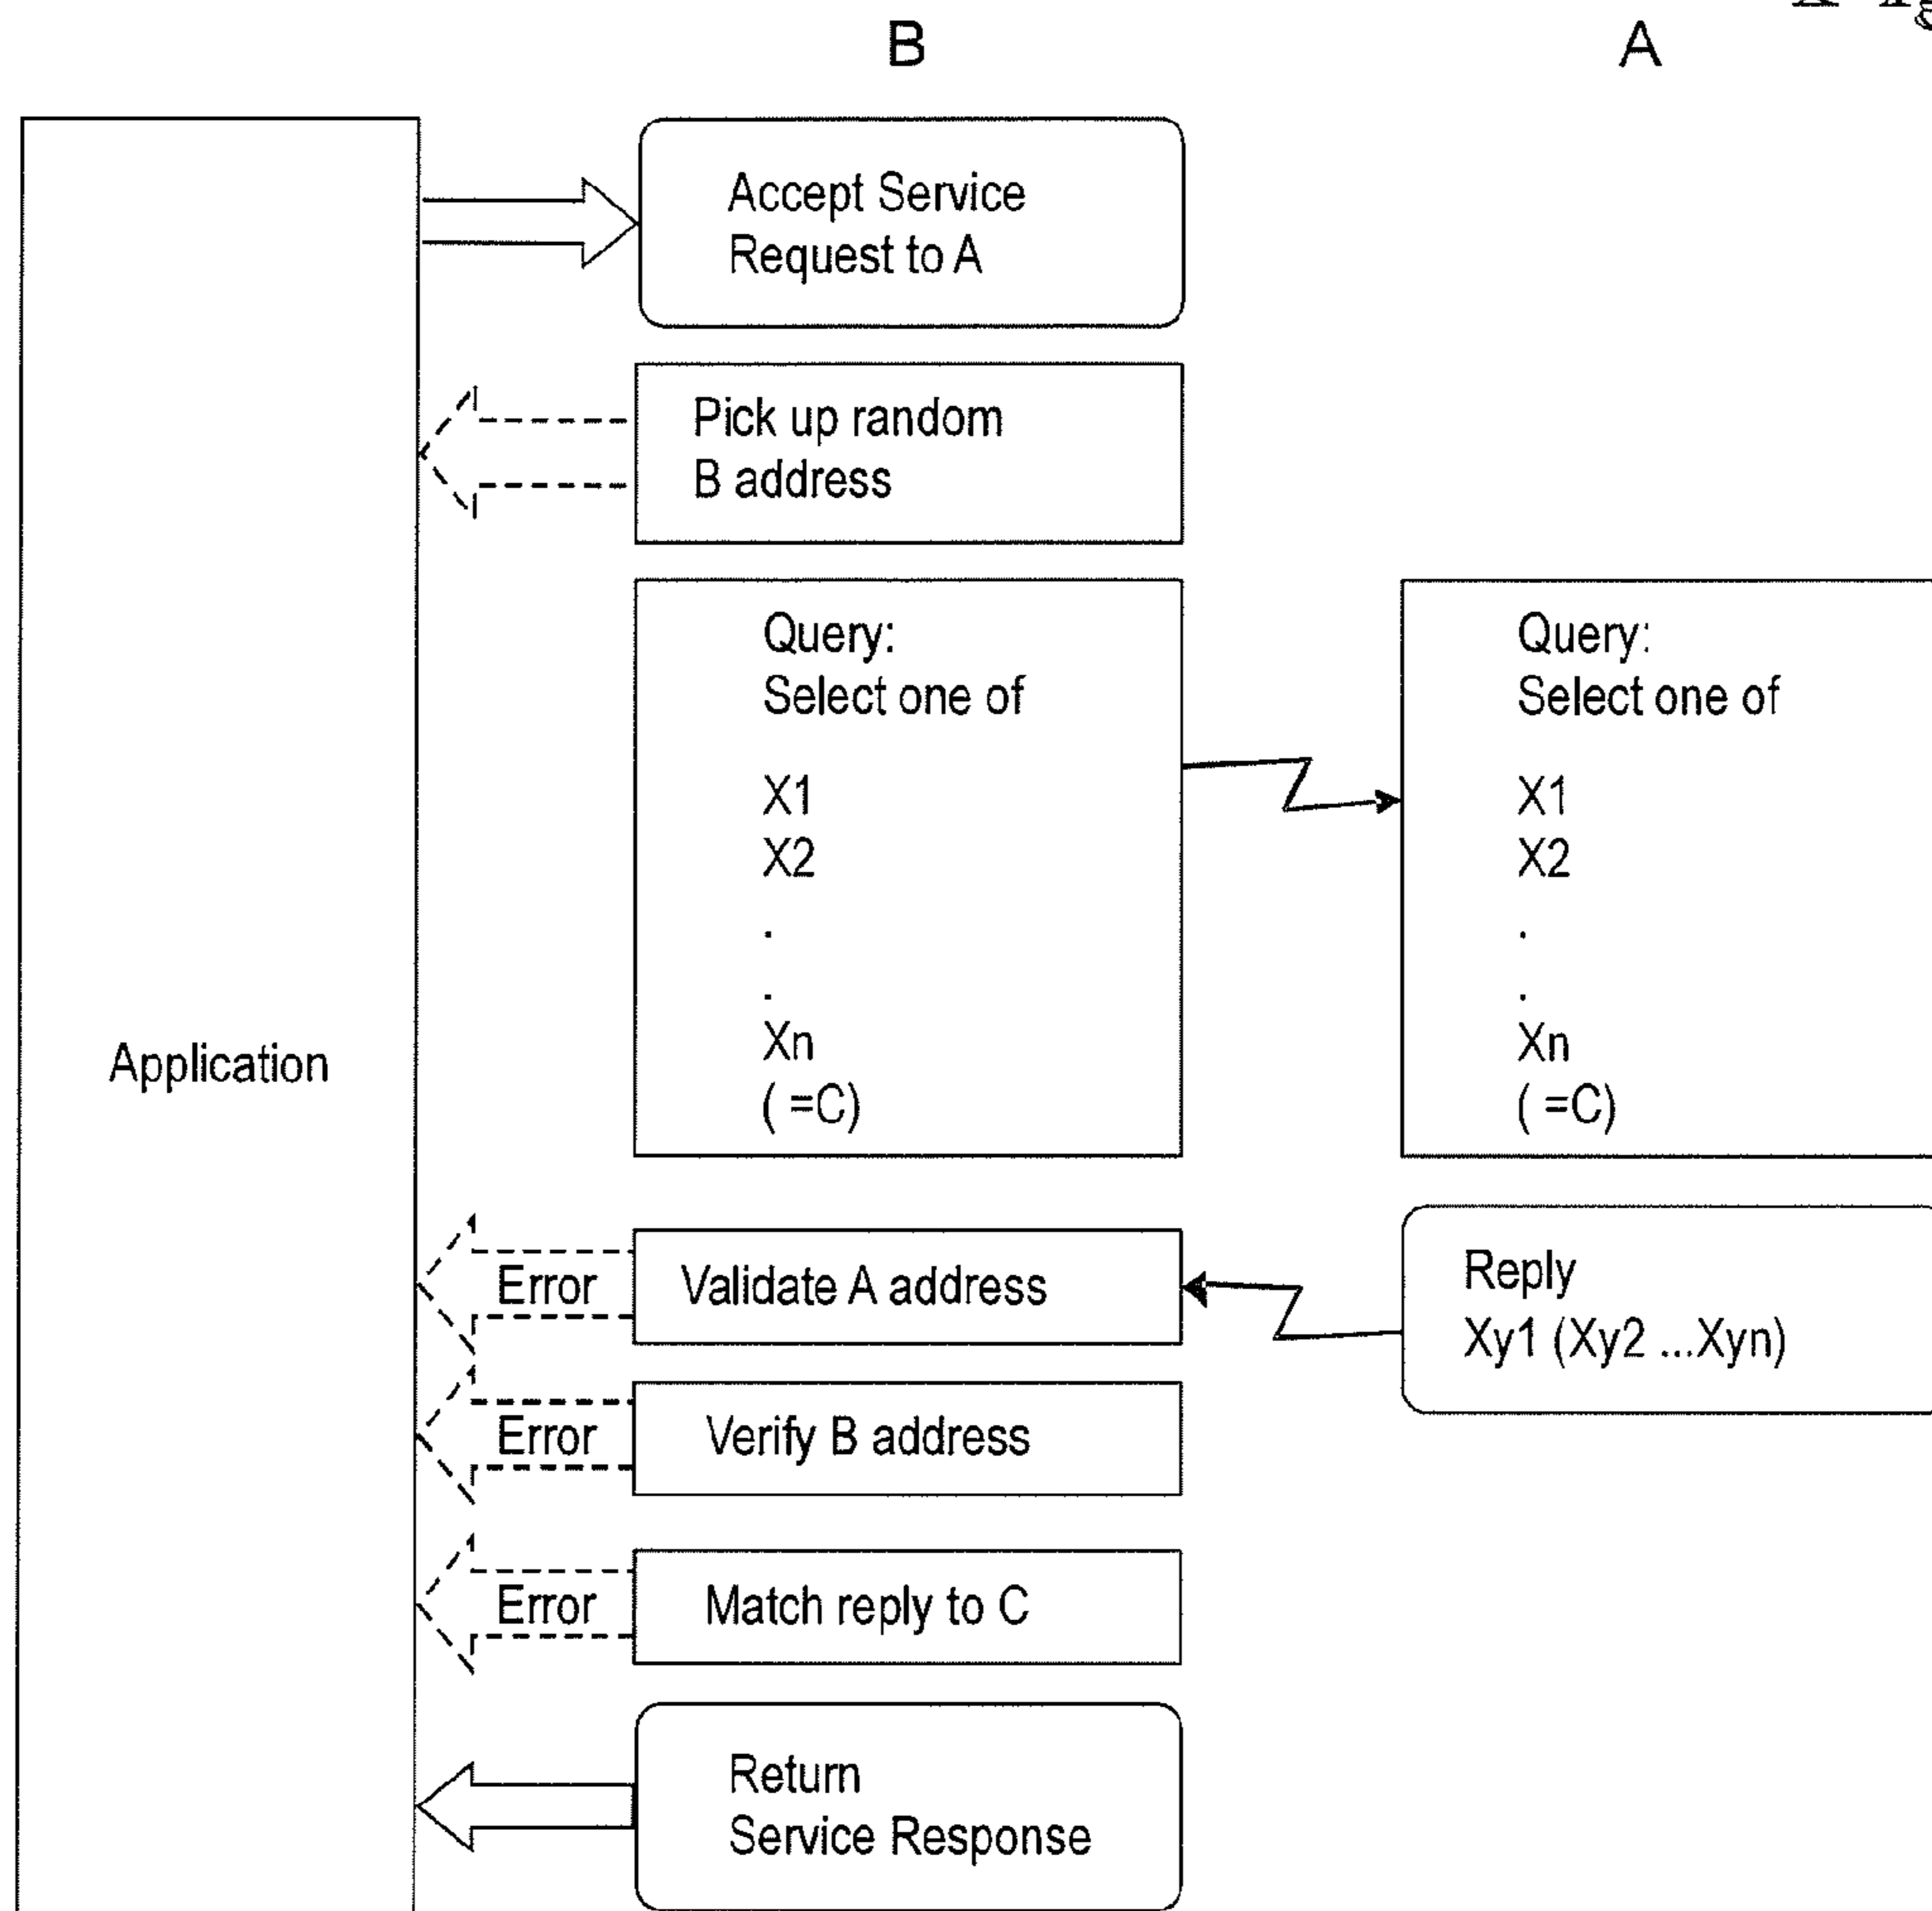 B
A
Accept Service
Request to A
Pick up random
B address
Query:
Select one of
X1
X2
.
.
Xn
( =C)
Query:
Select one of
X1
X2
.
.
Xn
( =C)
Application
Error
Validate A address
Reply
Xy1 (Xy2 ...Xyn)
Error
Verify B address
Error
Match reply to C
Return
Service Response